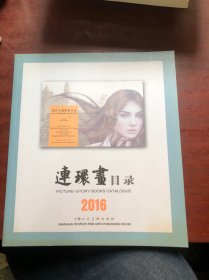 連環畫目录
PICTURE-STORY BOOKS CATALOGUE
2016
上海人民美術出版社
SHANGHAI PEOPLE'S FINE ARTS PUBLISHING HOUSE